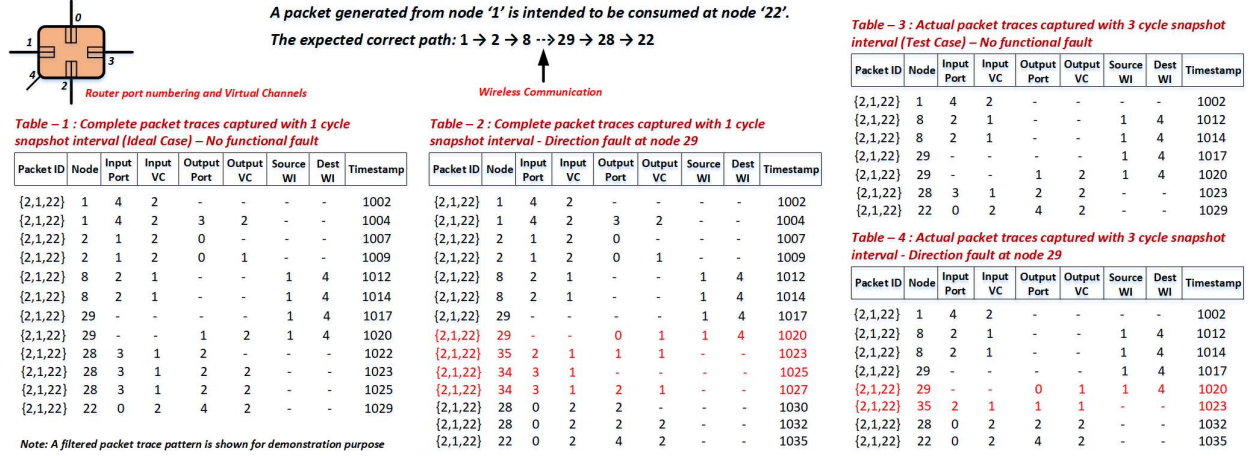 0
1
3
4
2
Router port numbering and Virtual Channels
A packet generated from node ‘1’ is intended to be consumed at node ‘22’.
The expected correct path: 1 → 2 → 8 ⇢ 29 → 28 → 22
Wireless Communication
Table – 1 : Complete packet traces captured with 1 cycle
snapshot interval (Ideal Case) – No functional fault
Packet ID Node Input Port Input VC Output Port Output VC Source WI Dest WI Timestamp
{2,1,22} 1 4 2 - - - - 1002
{2,1,22} 1 4 2 3 2 - - 1004
{2,1,22} 2 1 2 0 - - - 1007
{2,1,22} 2 1 2 0 1 - - 1009
{2,1,22} 8 2 1 - - 1 4 1012
{2,1,22} 8 2 1 - - 1 4 1014
{2,1,22} 29 - - - - 1 4 1017
{2,1,22} 29 - - 1 2 1 4 1020
{2,1,22} 28 3 1 2 - - - 1022
{2,1,22} 28 3 1 2 2 - - 1023
{2,1,22} 28 3 1 2 2 - - 1025
{2,1,22} 22 0 2 4 2 - - 1029
Note: A filtered packet trace pattern is shown for demonstration purpose
Table – 2 : Complete packet traces captured with 1 cycle
snapshot interval - Direction fault at node 29
Packet ID Node Input Port Input VC Output Port Output VC Source WI Dest WI Timestamp
{2,1,22} 1 4 2 - - - - 1002
{2,1,22} 1 4 2 3 2 - - 1004
{2,1,22} 2 1 2 0 - - - 1007
{2,1,22} 2 1 2 0 1 - - 1009
{2,1,22} 8 2 1 - - 1 4 1012
{2,1,22} 8 2 1 - - 1 4 1014
{2,1,22} 29 - - - - 1 4 1017
{2,1,22} 29 - - 0 1 1 4 1020
{2,1,22} 35 2 1 1 1 - - 1023
{2,1,22} 34 3 1 - - - - 1025
{2,1,22} 34 3 1 2 1 - - 1027
{2,1,22} 28 0 2 2 - - - 1030
{2,1,22} 28 0 2 2 2 - - 1032
{2,1,22} 22 0 2 4 2 - - 1035
Table – 3 : Actual packet traces captured with 3 cycle snapshot
interval (Test Case) – No functional fault
Packet ID Node Input Port Input VC Output Port Output VC Source WI Dest WI Timestamp
{2,1,22} 1 4 2 - - - - 1002
{2,1,22} 8 2 1 - - 1 4 1012
{2,1,22} 8 2 1 - - 1 4 1014
{2,1,22} 29 - - - - 1 4 1017
{2,1,22} 29 - - 1 2 1 4 1020
{2,1,22} 28 3 1 2 2 - - 1023
{2,1,22} 22 0 2 4 2 - - 1029
Table – 4 : Actual packet traces captured with 3 cycle snapshot
interval - Direction fault at node 29
Packet ID Node Input Port Input VC Output Port Output VC Source WI Dest WI Timestamp
{2,1,22} 1 4 2 - - - - 1002
{2,1,22} 8 2 1 - - 1 4 1012
{2,1,22} 8 2 1 - - 1 4 1014
{2,1,22} 29 - - - - 1 4 1017
{2,1,22} 29 - - 0 1 1 4 1020
{2,1,22} 35 2 1 1 1 - - 1023
{2,1,22} 28 0 2 2 2 - - 1032
{2,1,22} 22 0 2 4 2 - - 1035